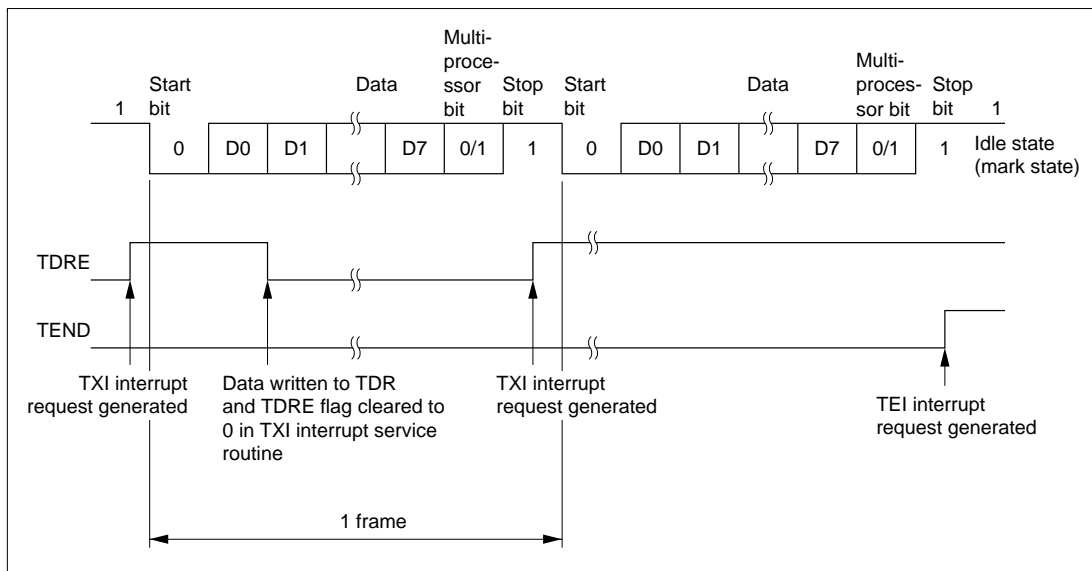 Multi-
proce-
ssor
bit
Start
bit
Data
Stop
bit
Start
bit
Data
Multi-
proces-
sor bit
Stop
bit
1
1
0
D0
D1
D7
0/1
1
0
D0
D1
D7
0/1
1
Idle state
(mark state)
TDRE
TEND
TXI interrupt
request generated
Data written to TDR
and TDRE flag cleared to
0 in TXI interrupt service
routine
TXI interrupt
request generated
TEI interrupt
request generated
1 frame